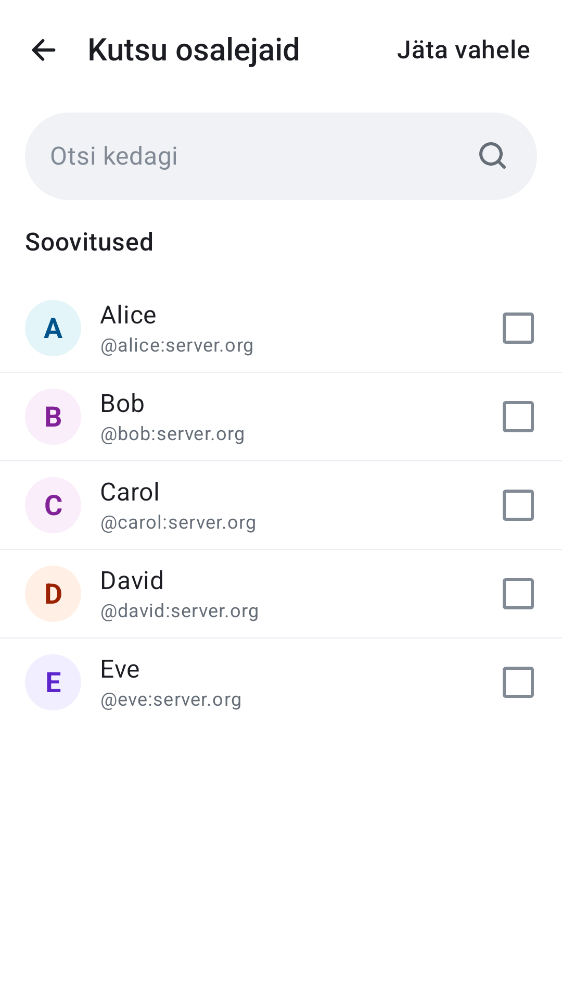 Kutsu osalejaid
Jäta vahele
Otsi kedagi
Soovitused
A
Alice
@alice:server.org
B
Bob
@bob:server.org
C
Carol
@carol:server.org
D
David
@david:server.org
E
Eve
@eve:server.org